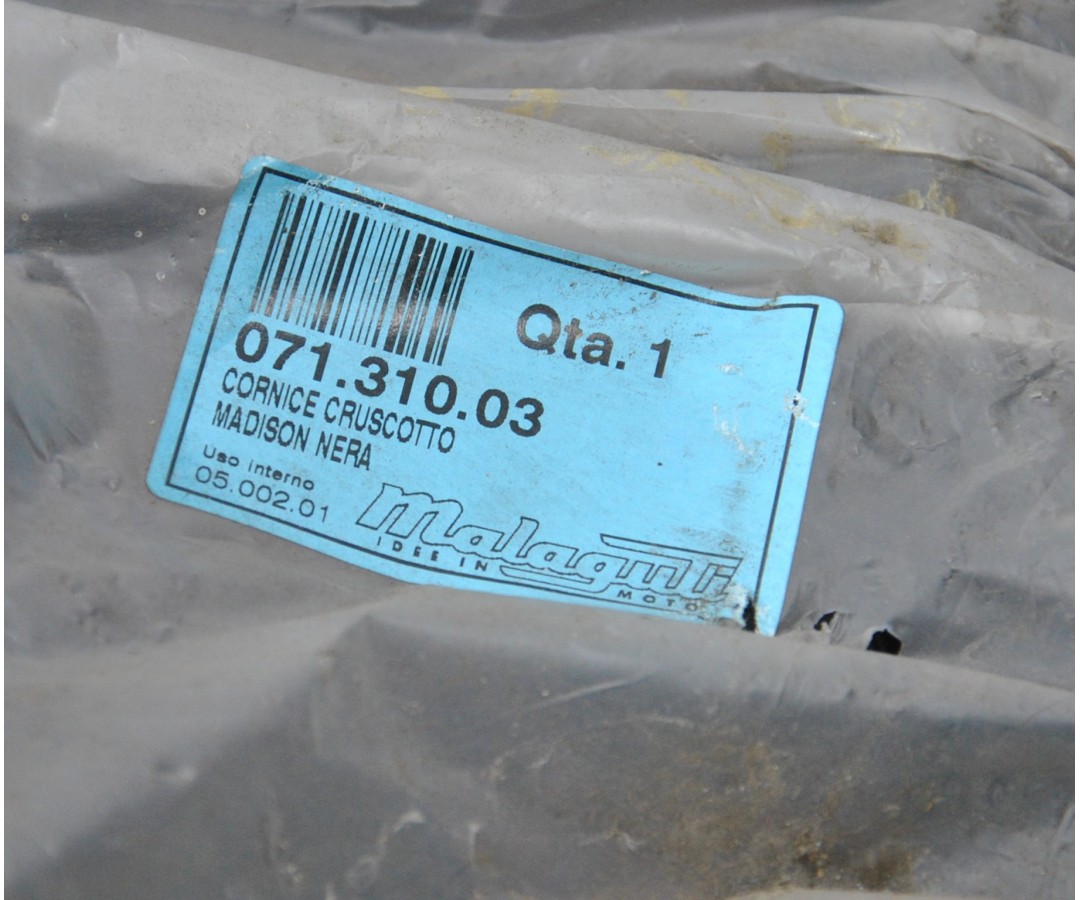 Qta. 1
071.310.03
CORNICE CRUSCOTTO
MADISON NERA
Uso interno
05.002.01
malaguti
IDEE IN MOTO